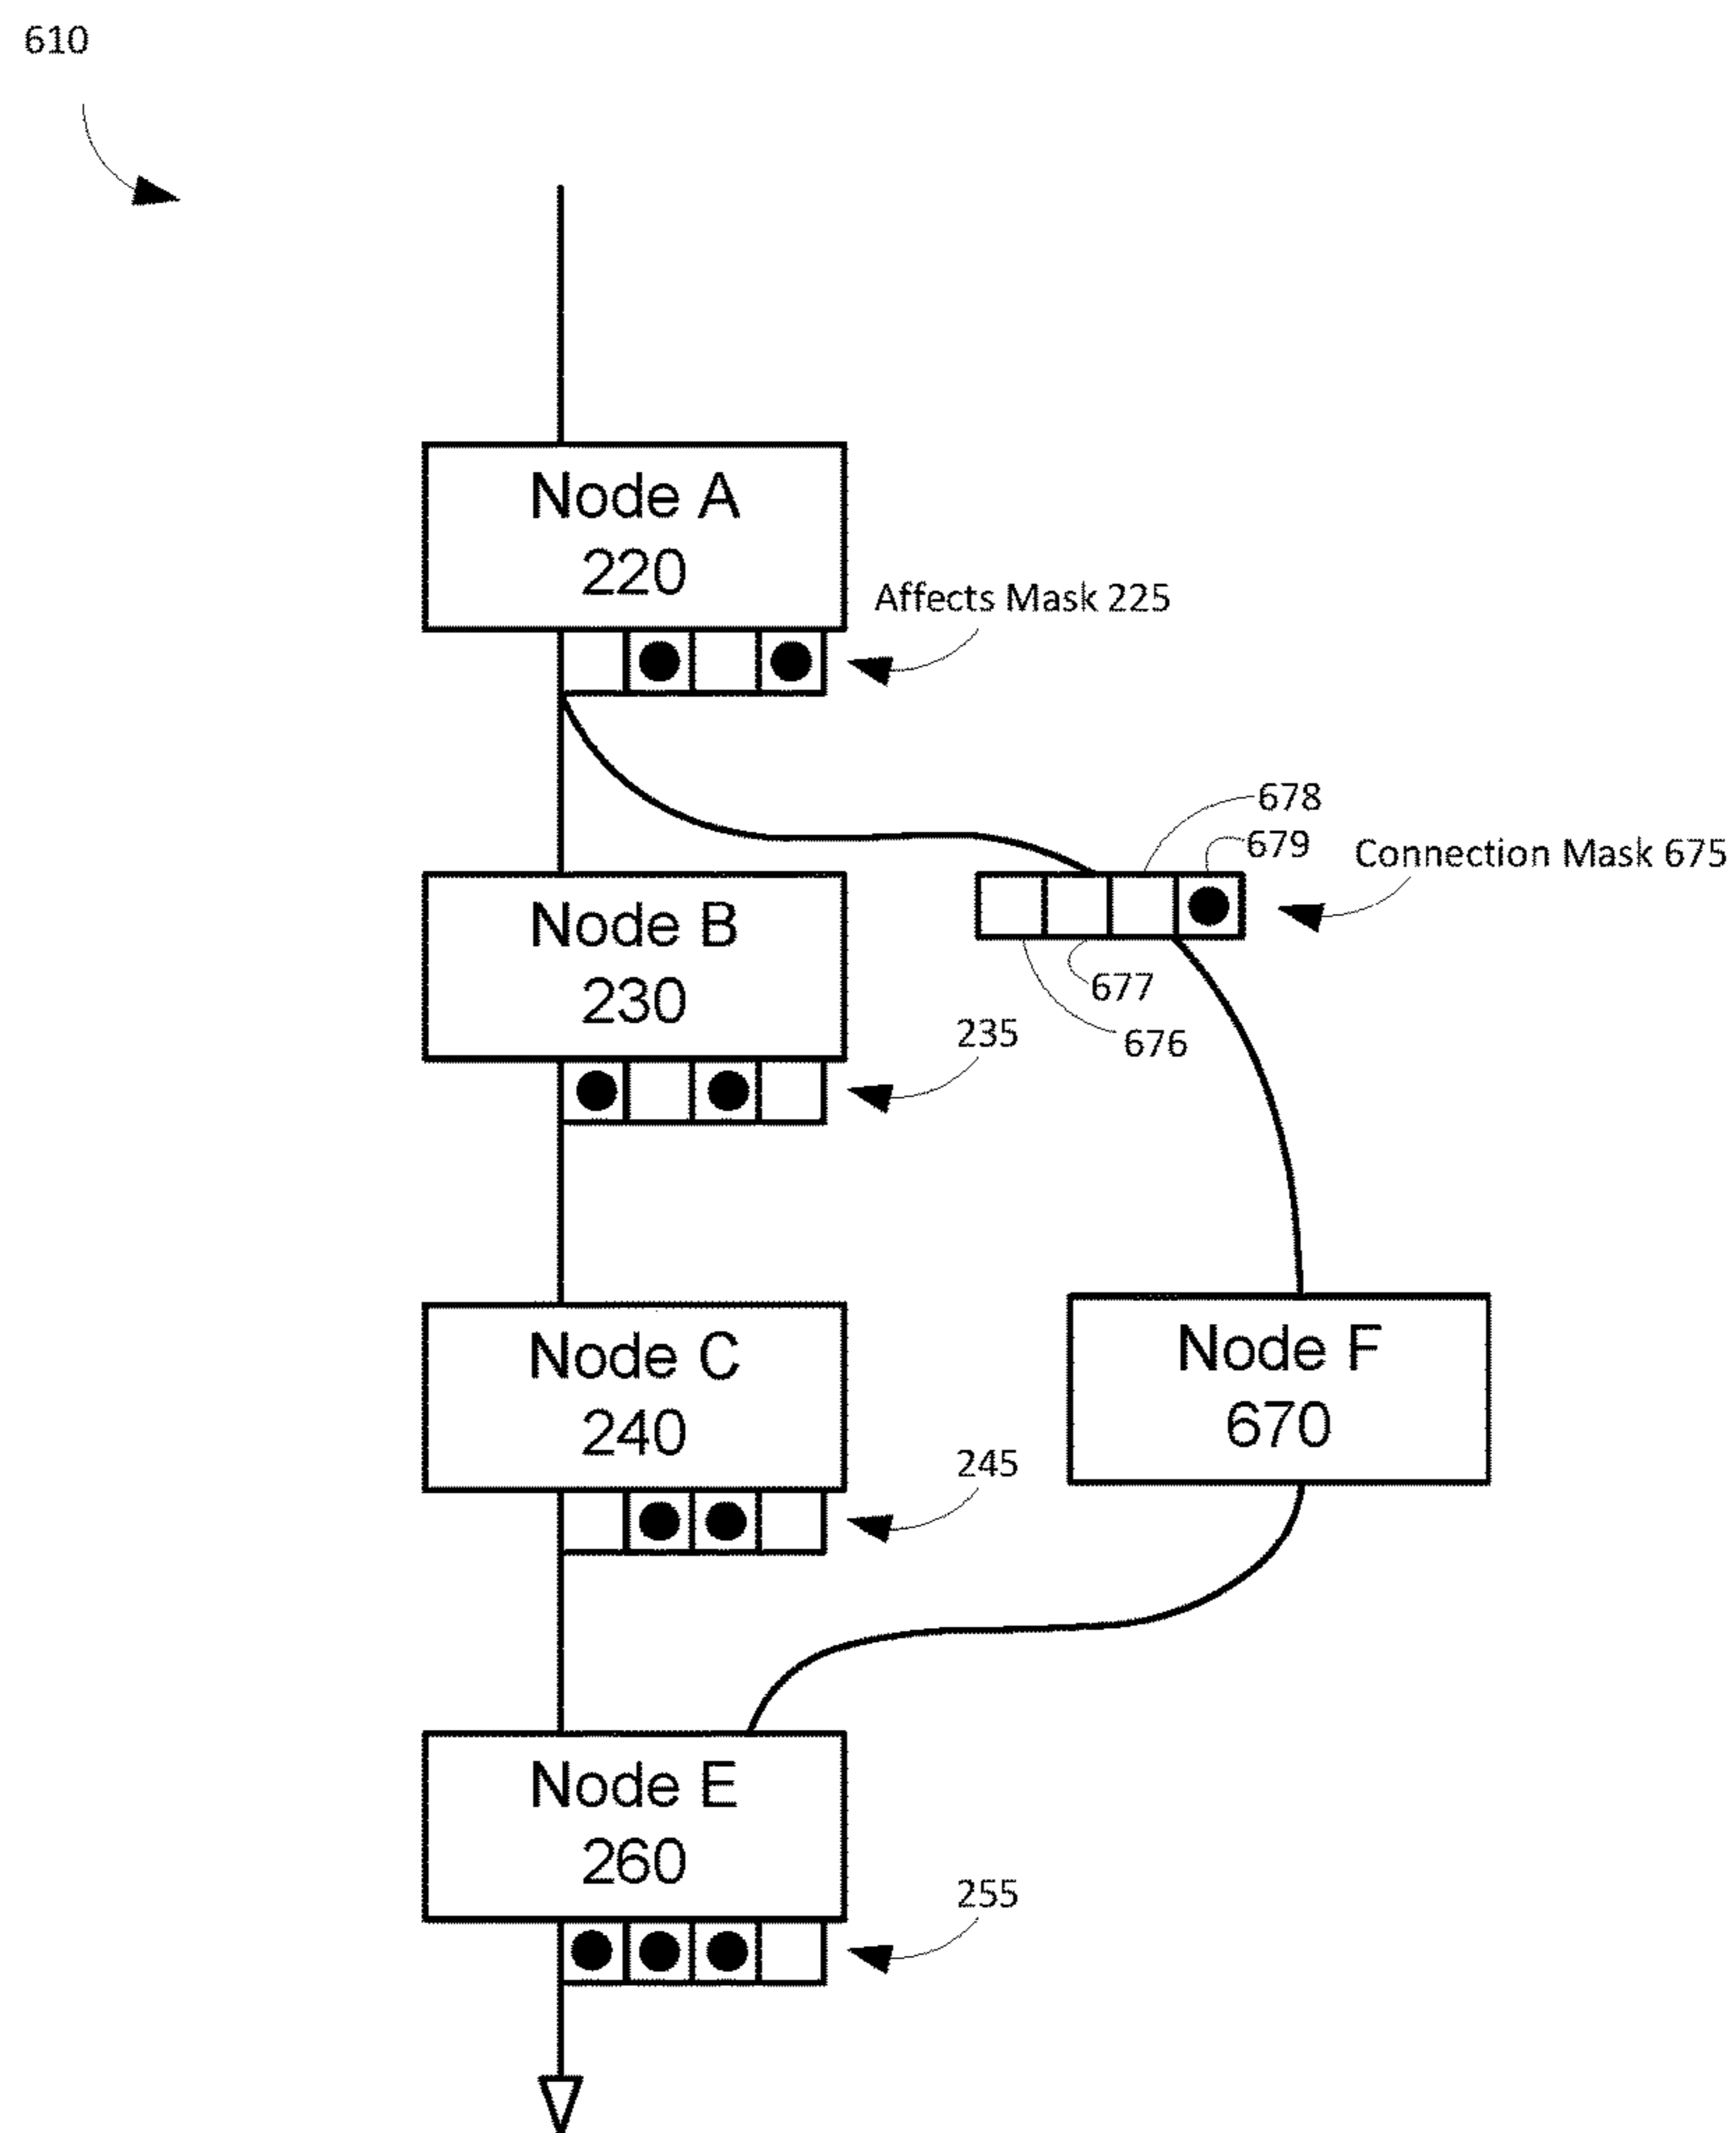 610
Node A
220
Affects Mask 225
678
679
Connection Mask 675
Node B
230
677
676
235
Node C
240
Node F
670
245
Node E
260
255